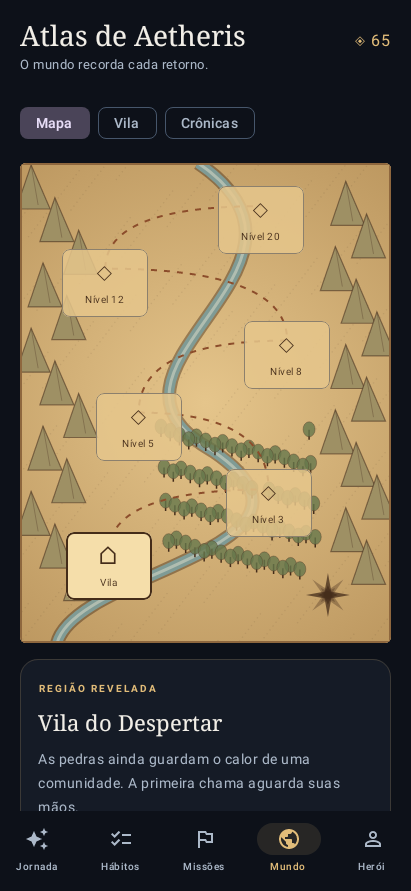 Atlas de Aetheris
65
O mundo recorda cada retorno.
Mapa
Vila
Crônicas
Nível 20
Nível 12
Nível 8
Nível 5
Nível 3
Vila
REGIÃO REVELADA
Vila do Despertar
As pedras ainda guardam o calor de uma
comunidade. A primeira chama aguarda suas
mãos.
Jornada
Hábitos
Missões
Mundo
Herói